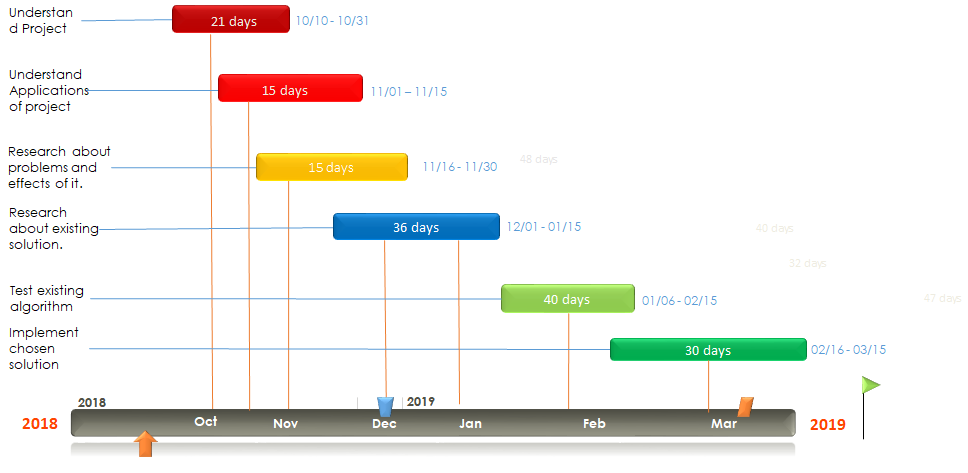 Understan
d Project
21 days
10/10 - 10/31
Understand
Applications
of project
15 days
11/01 – 11/15
Research about
problems and
effects of it.
15 days
11/16 - 11/30
48 days
Research
about existing
solution.
36 days
12/01 - 01/15
40 days
32 days
Test existing
algorithm
40 days
01/06 - 02/15
47 days
Implement
chosen
solution
30 days
02/16 - 03/15
2018
2019
2018
Oct
Nov
Dec
Jan
Feb
Mar
2019